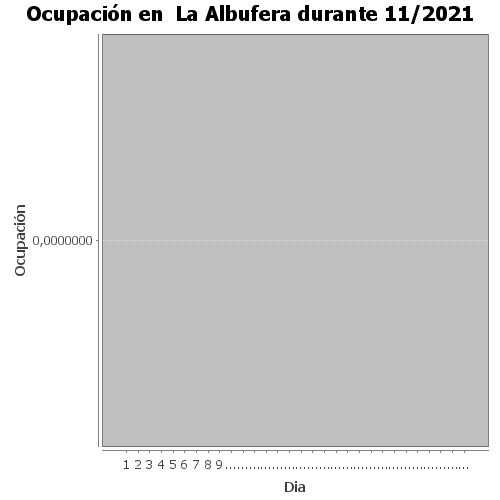 Ocupación en La Albufera durante 11/2021
Ocupación
0,0000000
1 2 3 4 5 6 7 8 9...............................................................
Dia